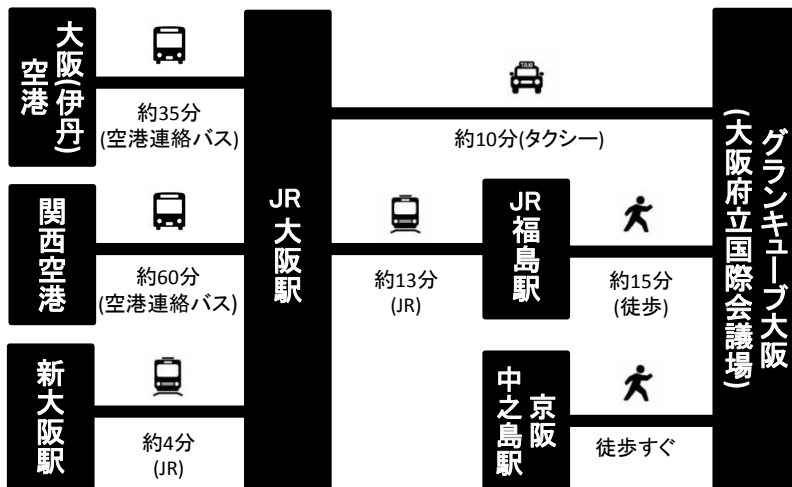 大阪(伊丹)
空港
約35分
(空港連絡バス)
関西空港
約60分
(空港連絡バス)
新大阪駅
約4分
(JR)
JR大阪駅
TAXI
約10分(タクシー)
約13分
(JR)
JR福島駅
約15分
(徒歩)
京阪
中之島駅
徒歩すぐ
グランキューブ大阪
(大阪府立国際会議場)